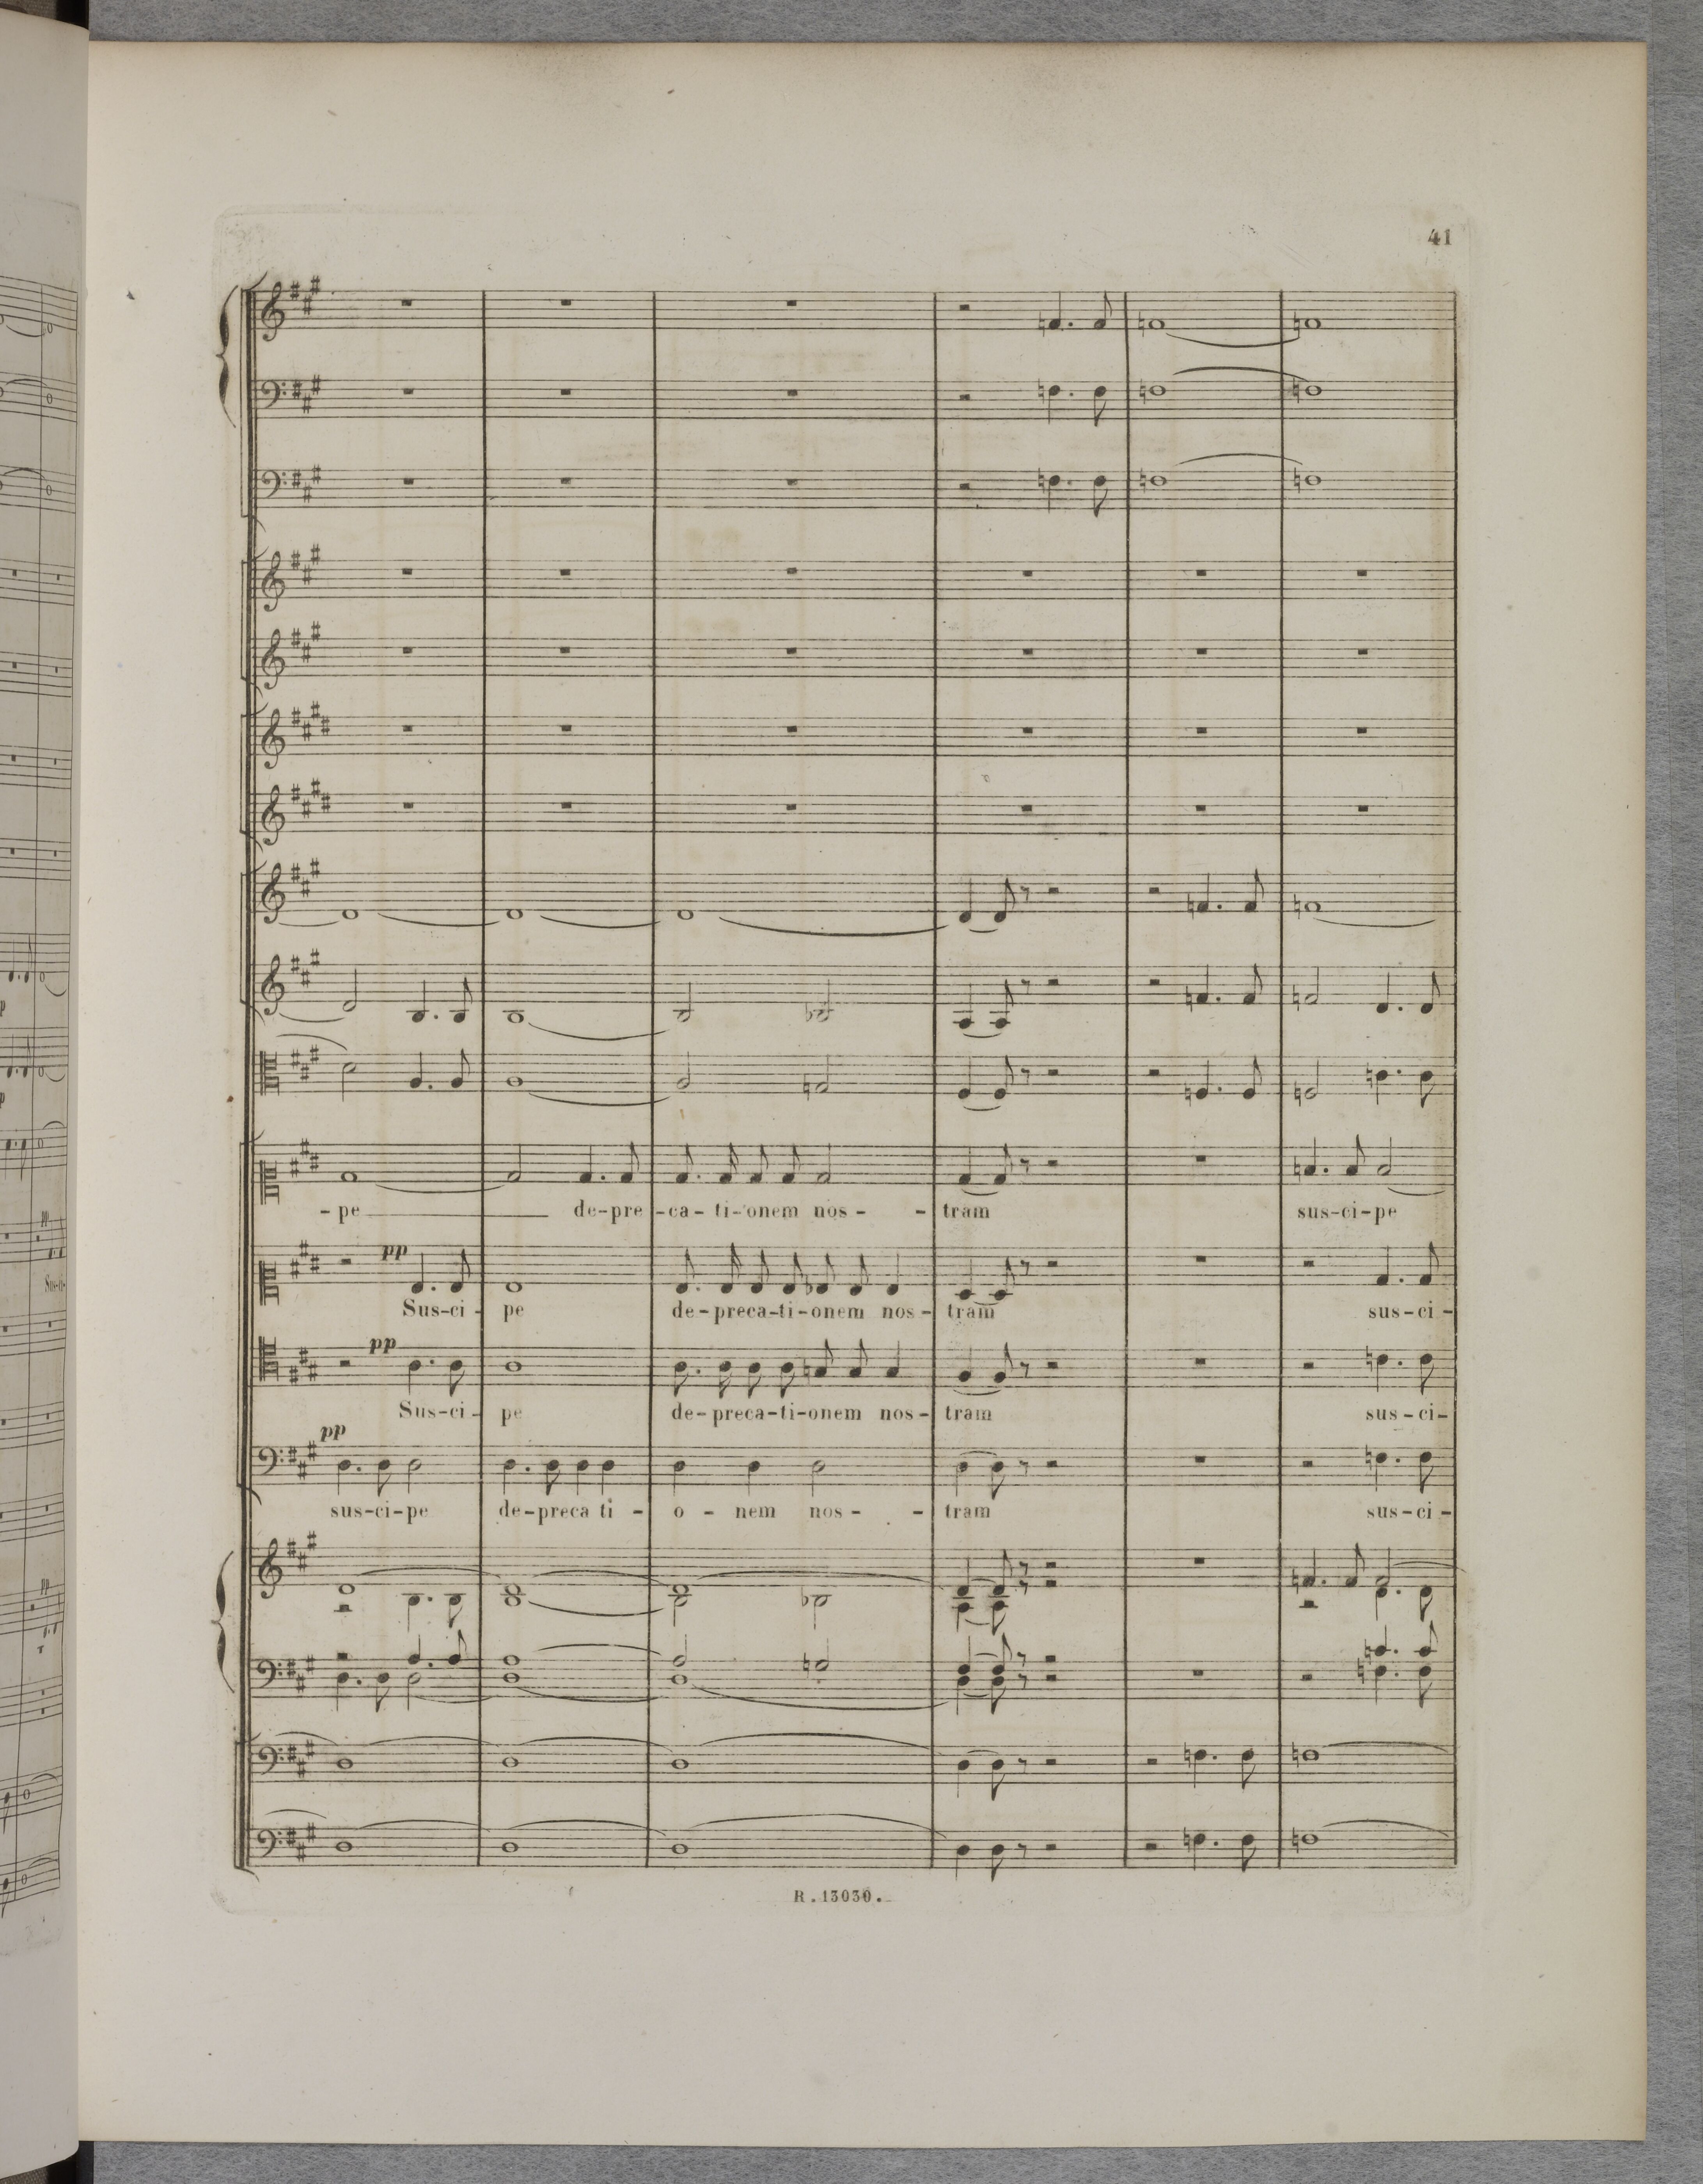 41
- pe de-pre-ca-ti-onem nos - - tram sus-ci-pe
pp
Sus-ci- pe de-preca-ti-onem nos- tram sus-ci-
pp
Sus-ci- pe de-preca-ti-onem nos- tram sus-ci-
pp
sus-ci-pe de-preca ti - o - nem nos - - tram sus-ci-
R. 13030.